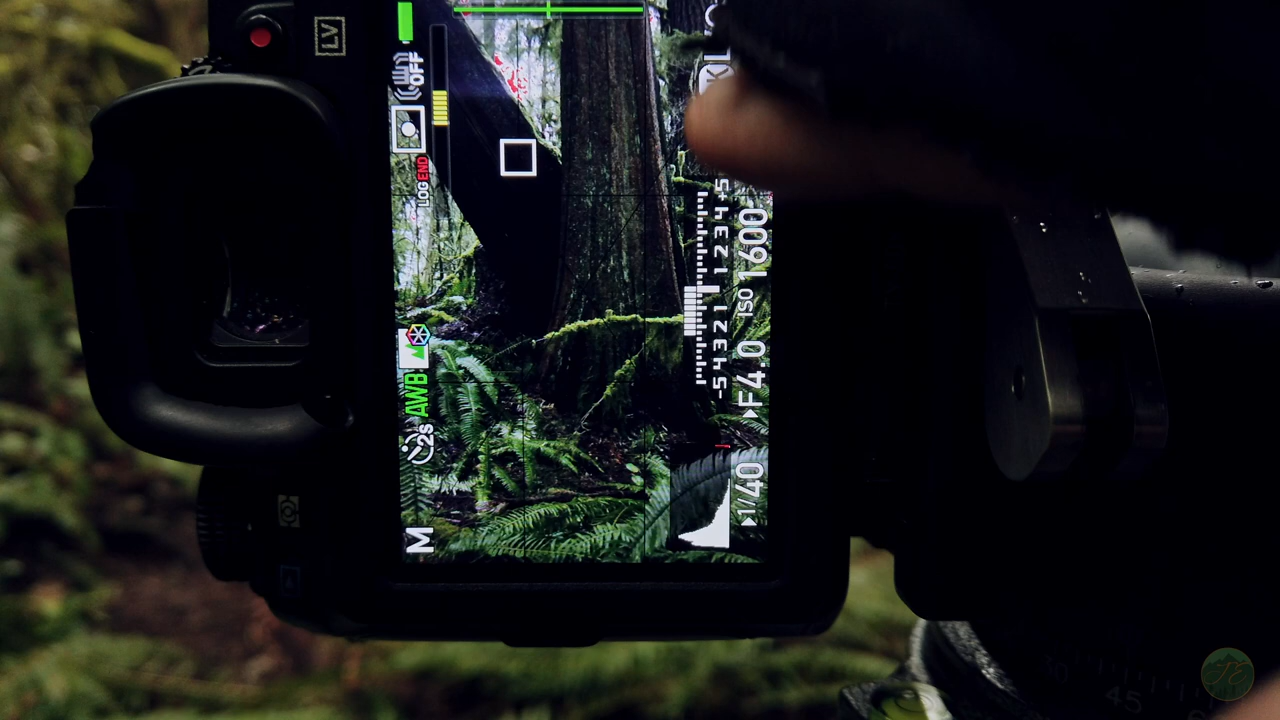 LV
OFF
LOG END
AWB
2s
M
-5 4 3 2 1 1 2 3 4 +5
1/40
F4.0
ISO 1600
45